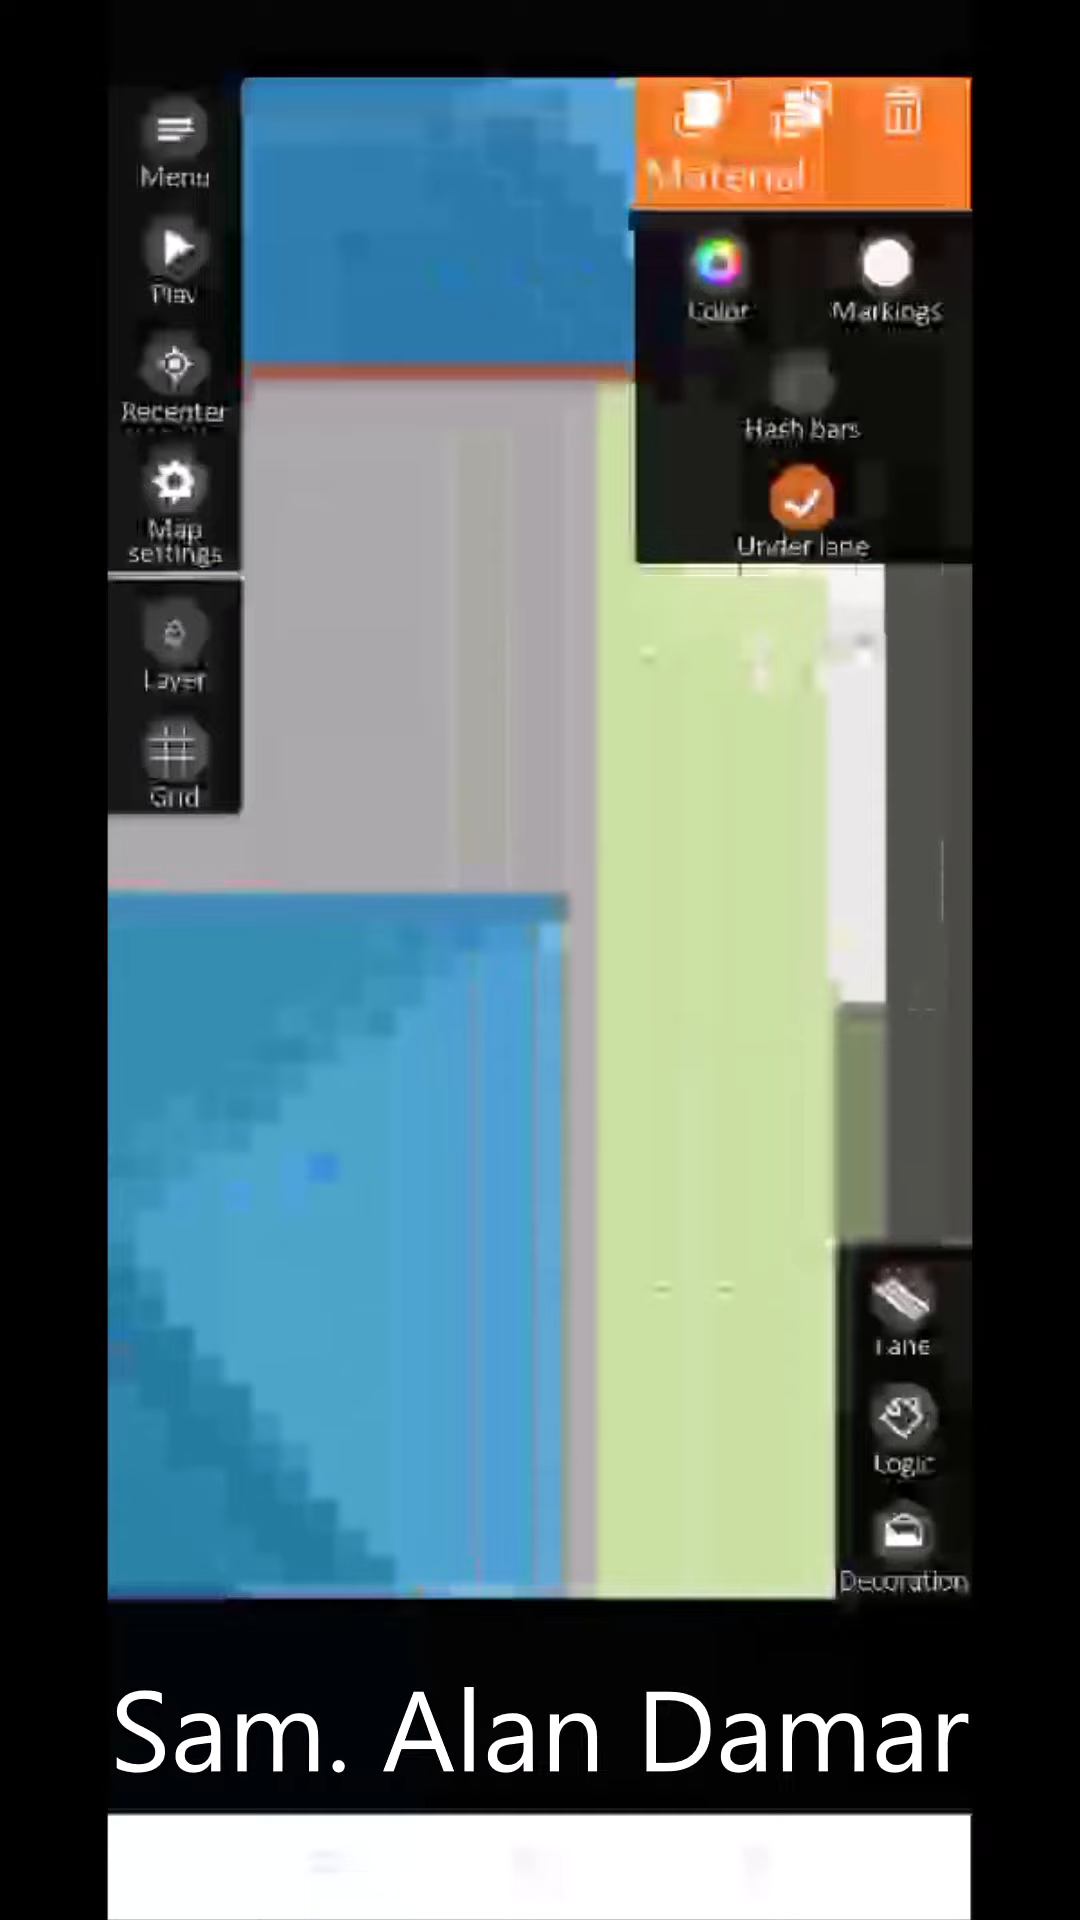 Menu
Play
Recenter
Map
settings
Layer
Grid
Material
Color
Markings
Hash bars
Under lane
Lane
Logic
Decoration
Sam. Alan Damar